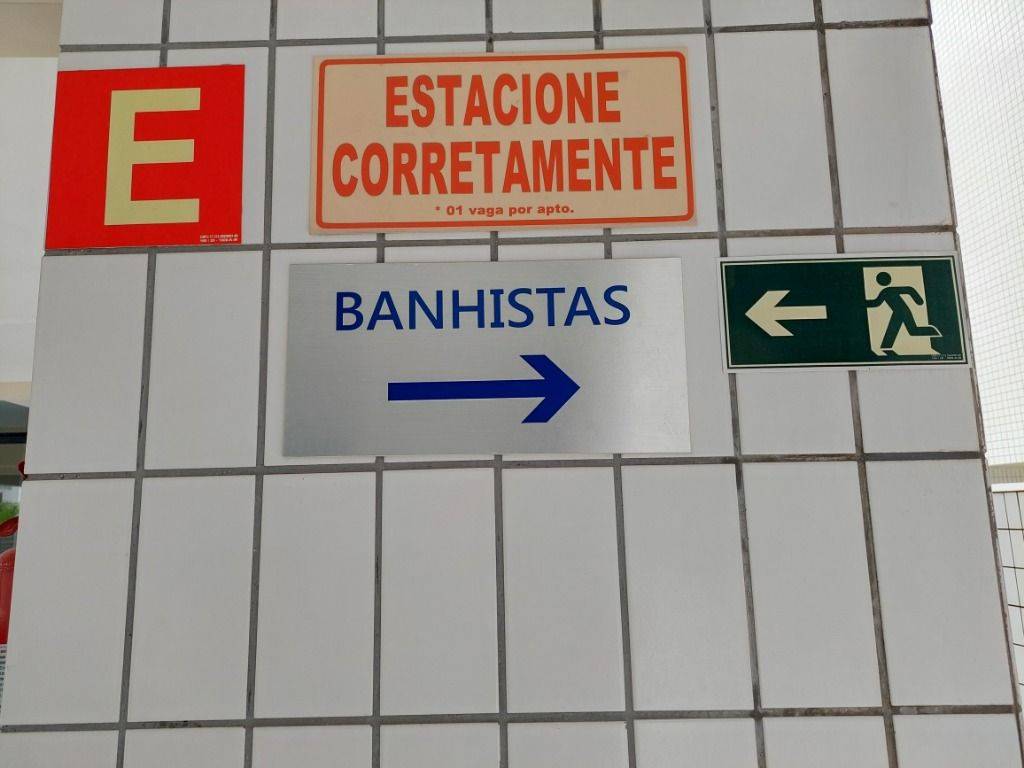 E
ESTACIONE
CORRETAMENTE
* 01 vaga por apto.
BANHISTAS